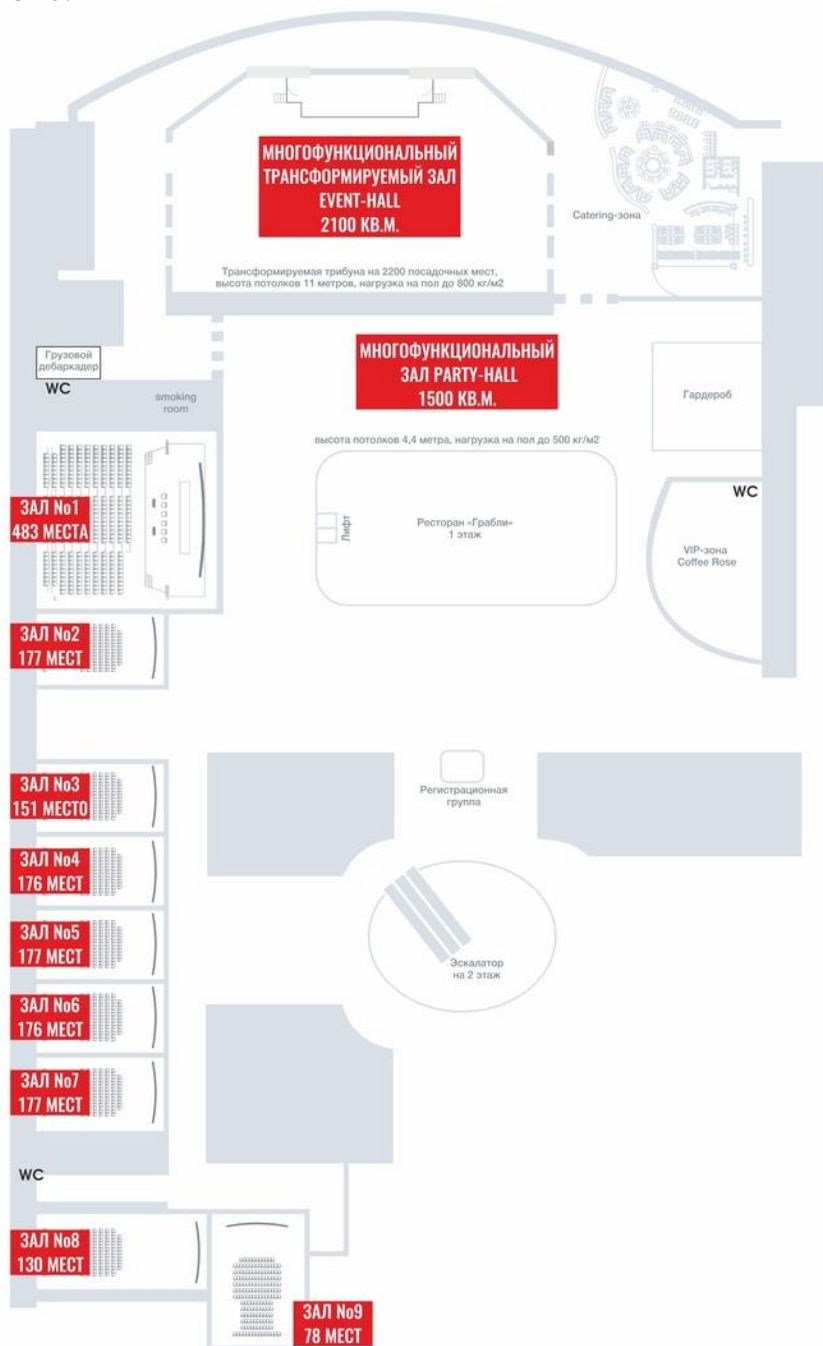 МНОГОФУНКЦИОНАЛЬНЫЙ
ТРАНСФОРМИРУЕМЫЙ ЗАЛ
EVENT-HALL
2100 КВ.М.
Catering-зона
Трансформируемая трибуна на 2200 посадочных мест,
высота потолков 11 метров, нагрузка на пол до 800 кг/м2
Грузовой
дебаркадер
WC
smoking
room
МНОГОФУНКЦИОНАЛЬНЫЙ
ЗАЛ PARTY-HALL
1500 КВ.М.
Гардероб
высота потолков 4,4 метра, нагрузка на пол до 500 кг/м2
WC
ЗАЛ No1
483 МЕСТА
Лифт
Ресторан «Грабли»
1 этаж
VIP-зона
Coffee Rose
ЗАЛ No2
177 МЕСТ
ЗАЛ No3
151 МЕСТО
Регистрационная
группа
ЗАЛ No4
176 МЕСТ
ЗАЛ No5
177 МЕСТ
Эскалатор
на 2 этаж
ЗАЛ No6
176 МЕСТ
ЗАЛ No7
177 МЕСТ
WC
ЗАЛ No8
130 МЕСТ
ЗАЛ No9
78 МЕСТ